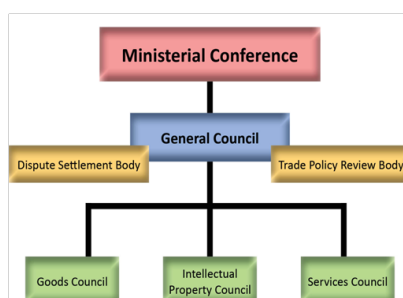 Ministerial Conference
General Council
Dispute Settlement Body
Trade Policy Review Body
Goods Council
Intellectual
Property Council
Services Council